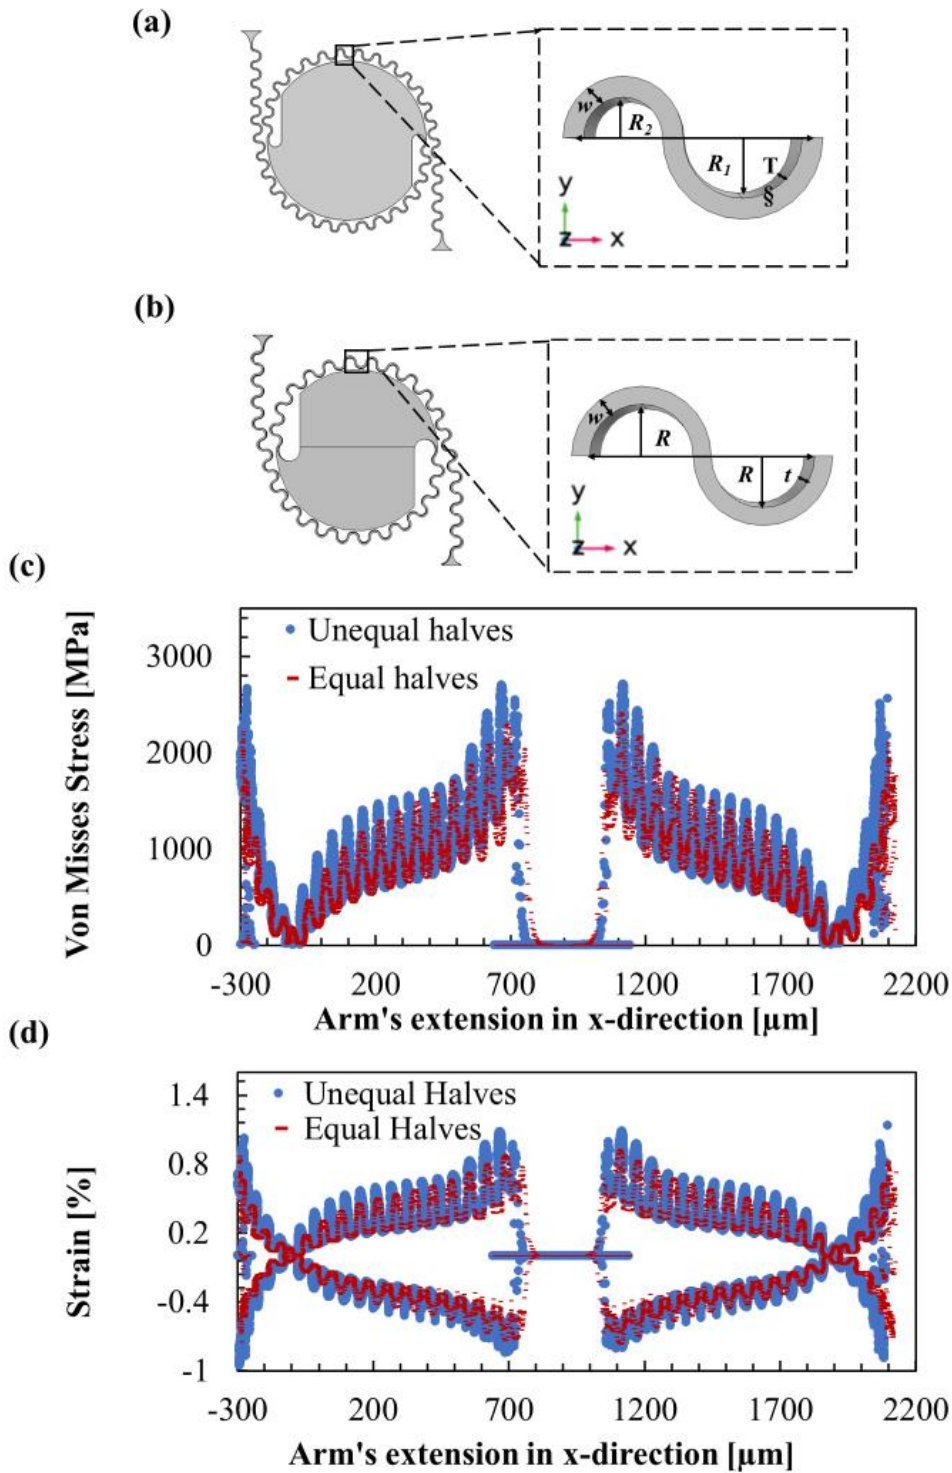 (a)
w
R2
R1
T
§
y
z x
(b)
w
R
R
t
y
z x
(c)
Von Misses Stress [MPa]
3000
2000
1000
0
Unequal halves
Equal halves
-300 200 700 1200 1700 2200
Arm's extension in x-direction [µm]
(d)
Strain [%]
1.4
0.8
0.2
-0.4
-1
Unequal Halves
Equal Halves
-300 200 700 1200 1700 2200
Arm's extension in x-direction [µm]